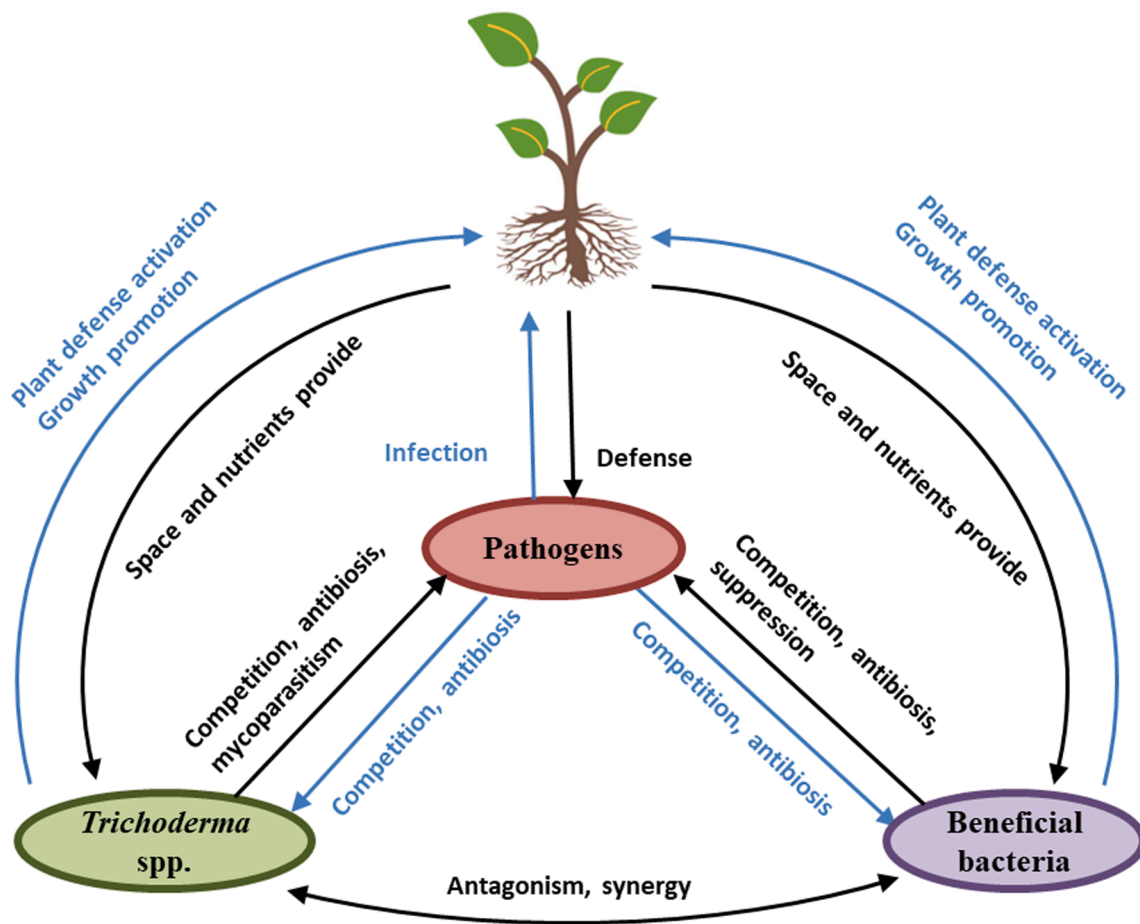 Plant defense activation
Growth promotion
Space and nutrients provide
Plant defense activation
Growth promotion
Space and nutrients provide
Infection
Defense
Pathogens
Competition, antibiosis,
mycoparasitism
Competition, antibiosis
Competition, antibiosis,
suppression
Competition, antibiosis
Trichoderma
spp.
Beneficial
bacteria
Antagonism, synergy